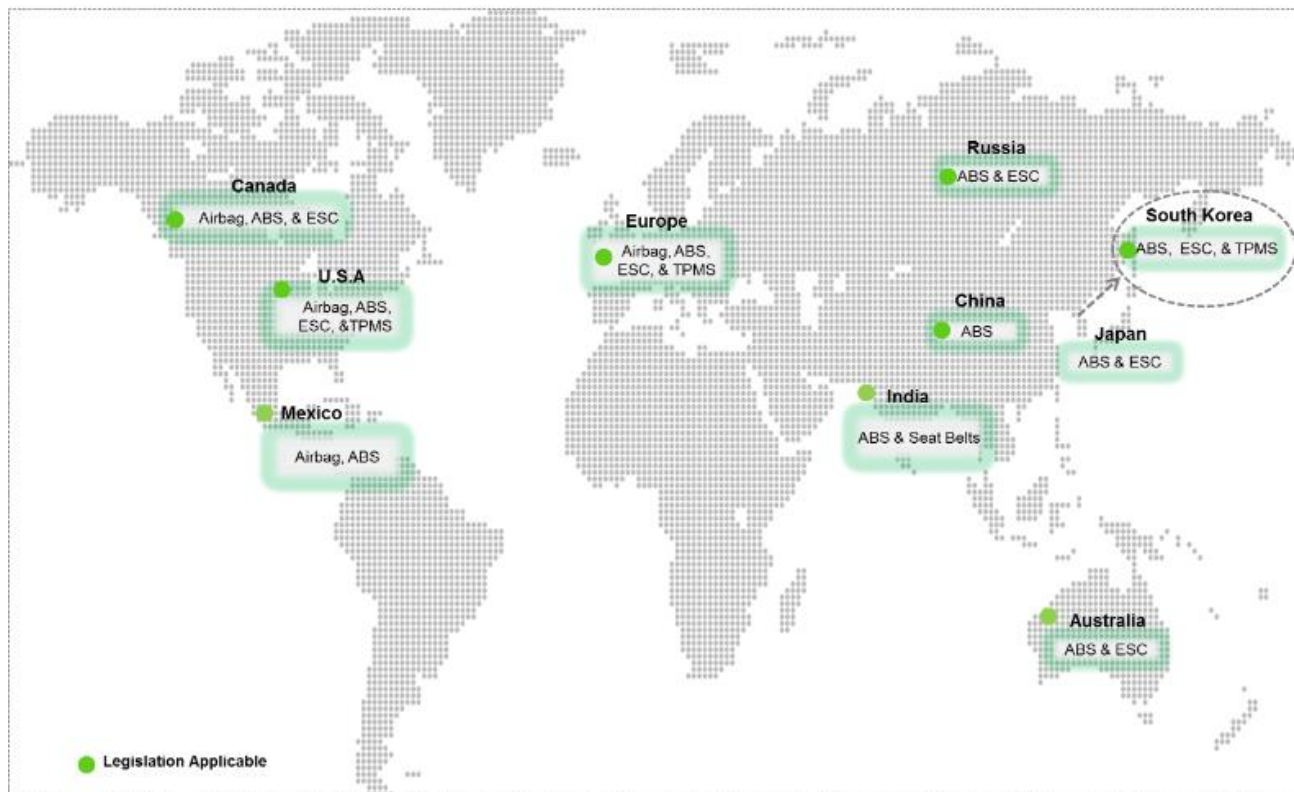 Russia
ABS & ESC
Canada
Airbag, ABS, & ESC
Europe
Airbag, ABS,
ESC, & TPMS
South Korea
ABS, ESC, & TPMS
U.S.A
Airbag, ABS,
ESC, &TPMS
China
ABS
Japan
ABS & ESC
Mexico
Airbag, ABS
India
ABS & Seat Belts
Australia
ABS & ESC
Legislation Applicable